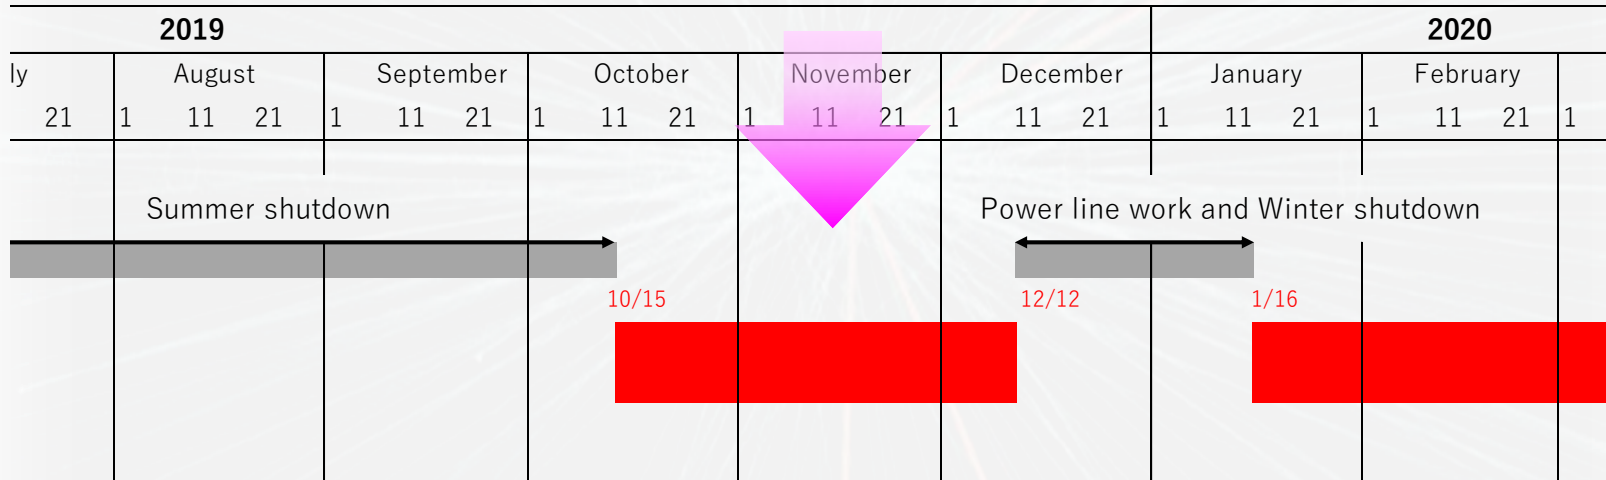 2019 2020
ly August September October November December January February
21 1 11 21 1 11 21 1 11 21 1 11 21 1 11 21 1 11 21 1 11 21 1
Summer shutdown Power line work and Winter shutdown
10/15 12/12 1/16